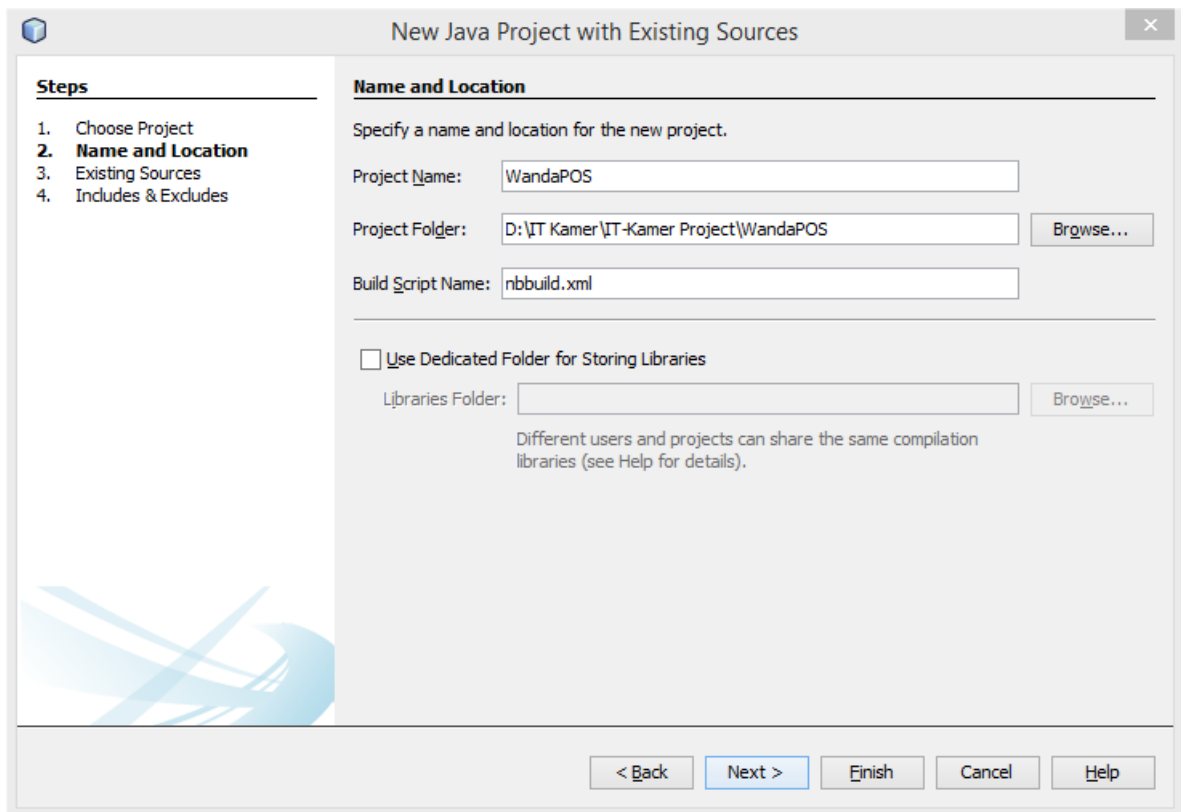 New Java Project with Existing Sources
Steps
1. Choose Project
2. Name and Location
3. Existing Sources
4. Includes & Excludes
Name and Location
Specify a name and location for the new project.
Project Name: WandaPOS
Project Folder: D:\IT Kamer\IT-Kamer Project\WandaPOS Browse...
Build Script Name: nbbuild.xml
Use Dedicated Folder for Storing Libraries
Libraries Folder: Browse...
Different users and projects can share the same compilation
libraries (see Help for details).
< Back Next > Finish Cancel Help